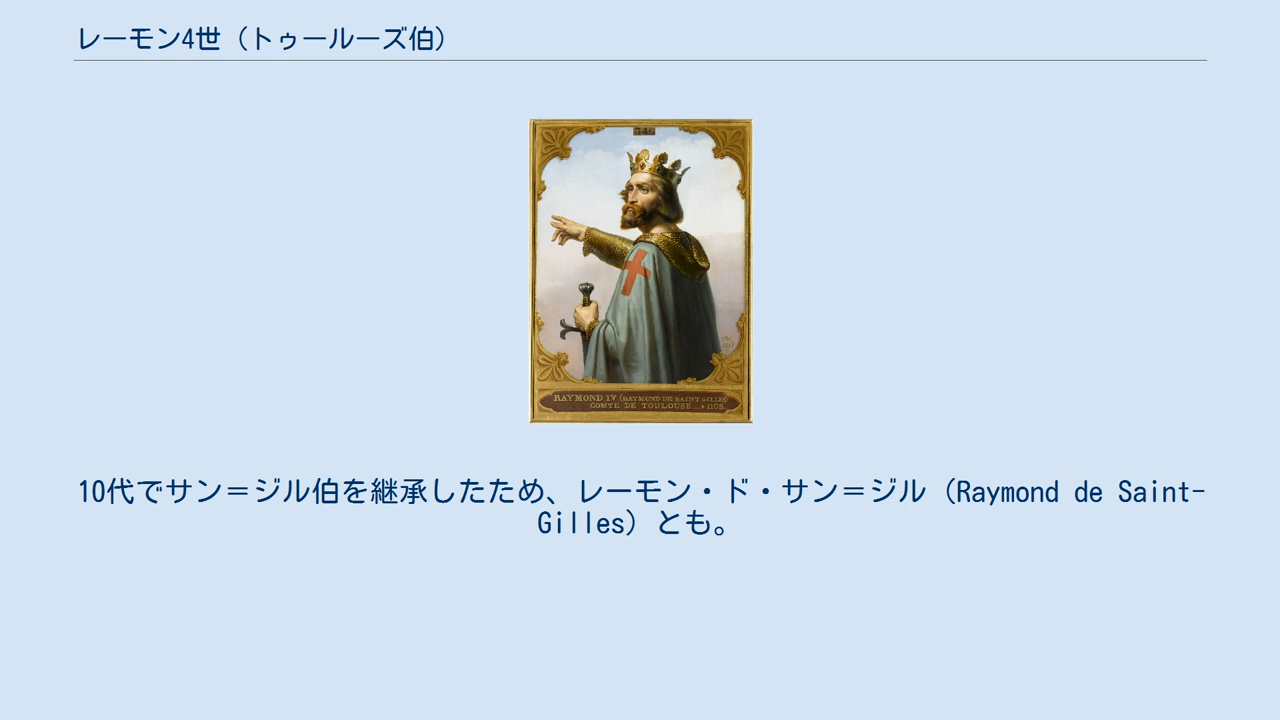 レーモン4世（トゥールーズ伯）
RAYMOND IV (RAYMOND DE SAINT GILLES)
COMTE DE TOULOUSE
10代でサン＝ジル伯を継承したため、レーモン・ド・サン＝ジル（Raymond de Saint-
Gilles）とも。